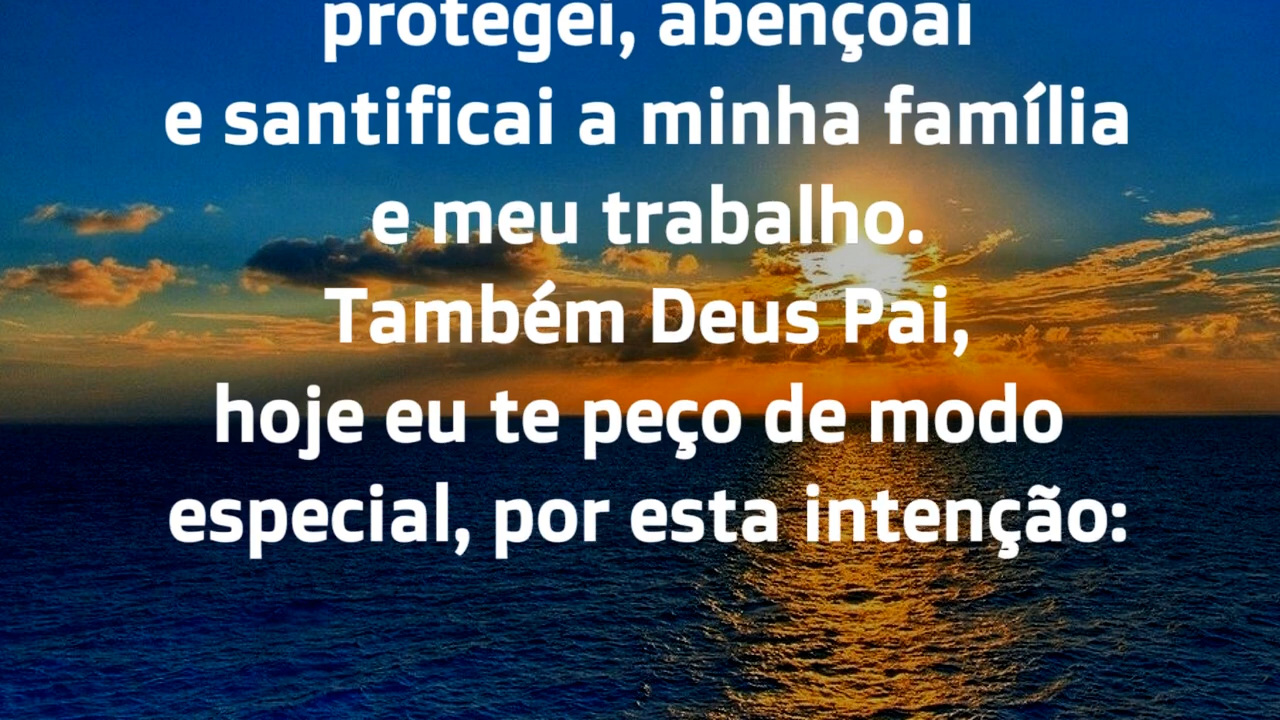 protegei, abençoai
e santificai a minha família
e meu trabalho.
Também Deus Pai,
hoje eu te peço de modo
especial, por esta intenção: